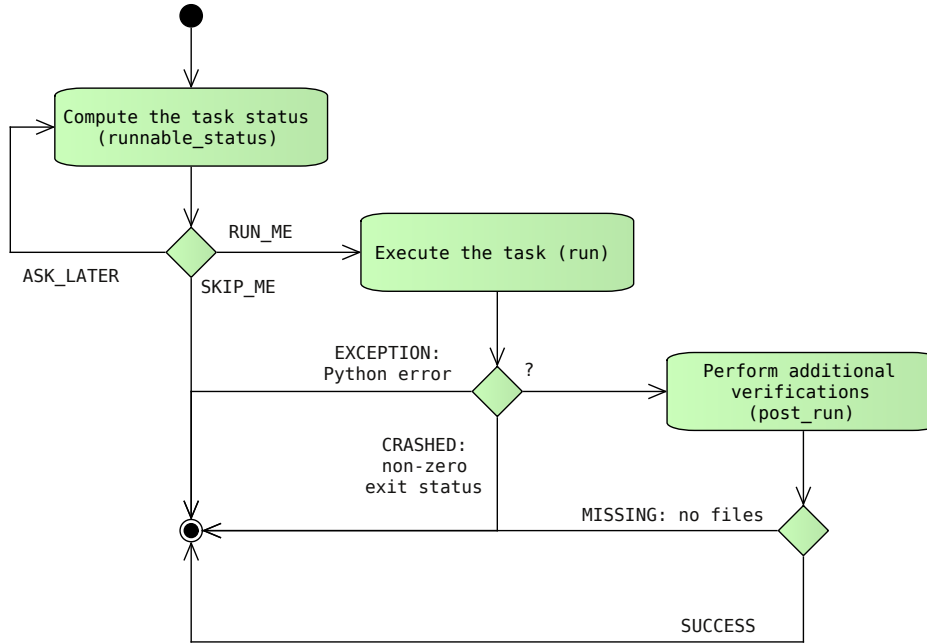 Compute the task status
(runnable_status)
RUN_ME
ASK_LATER
SKIP_ME
Execute the task (run)
EXCEPTION:
Python error
?
Perform additional
verifications
(post_run)
CRASHED:
non-zero
exit status
MISSING: no files
SUCCESS